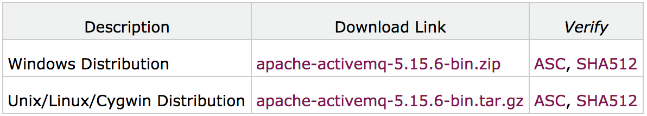 Description Download Link Verify
Windows Distribution apache-activemq-5.15.6-bin.zip ASC, SHA512
Unix/Linux/Cygwin Distribution apache-activemq-5.15.6-bin.tar.gz ASC, SHA512